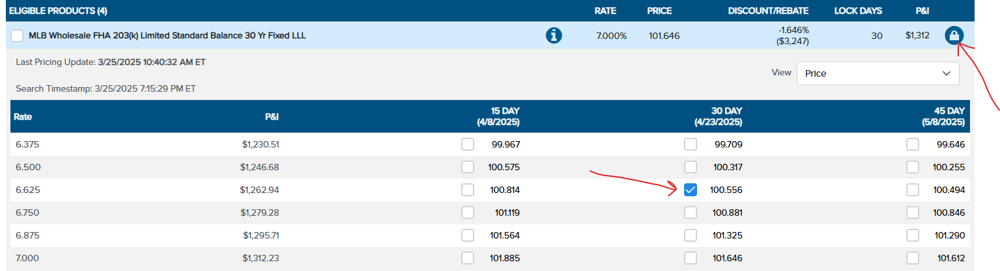 ELIGIBLE PRODUCTS (4) RATE PRICE DISCOUNT/REBATE LOCK DAYS P&I
MLB Wholesale FHA 203(k) Limited Standard Balance 30 Yr Fixed LLL i 7.000% 101.646 -1.646% ($3,247) 30 $1,312
Last Pricing Update: 3/25/2025 10:40:32 AM ET
View Price
Search Timestamp: 3/25/2025 7:15:29 PM ET
Rate P&I 15 DAY (4/8/2025) 30 DAY (4/23/2025) 45 DAY (5/8/2025)
6.375 $1,230.51 99.967 99.709 99.646
6.500 $1,246.68 100.575 100.317 100.255
6.625 $1,262.94 100.814 100.556 100.494
6.750 $1,279.28 101.119 100.881 100.846
6.875 $1,295.71 101.564 101.325 101.290
7.000 $1,312.23 101.885 101.646 101.612